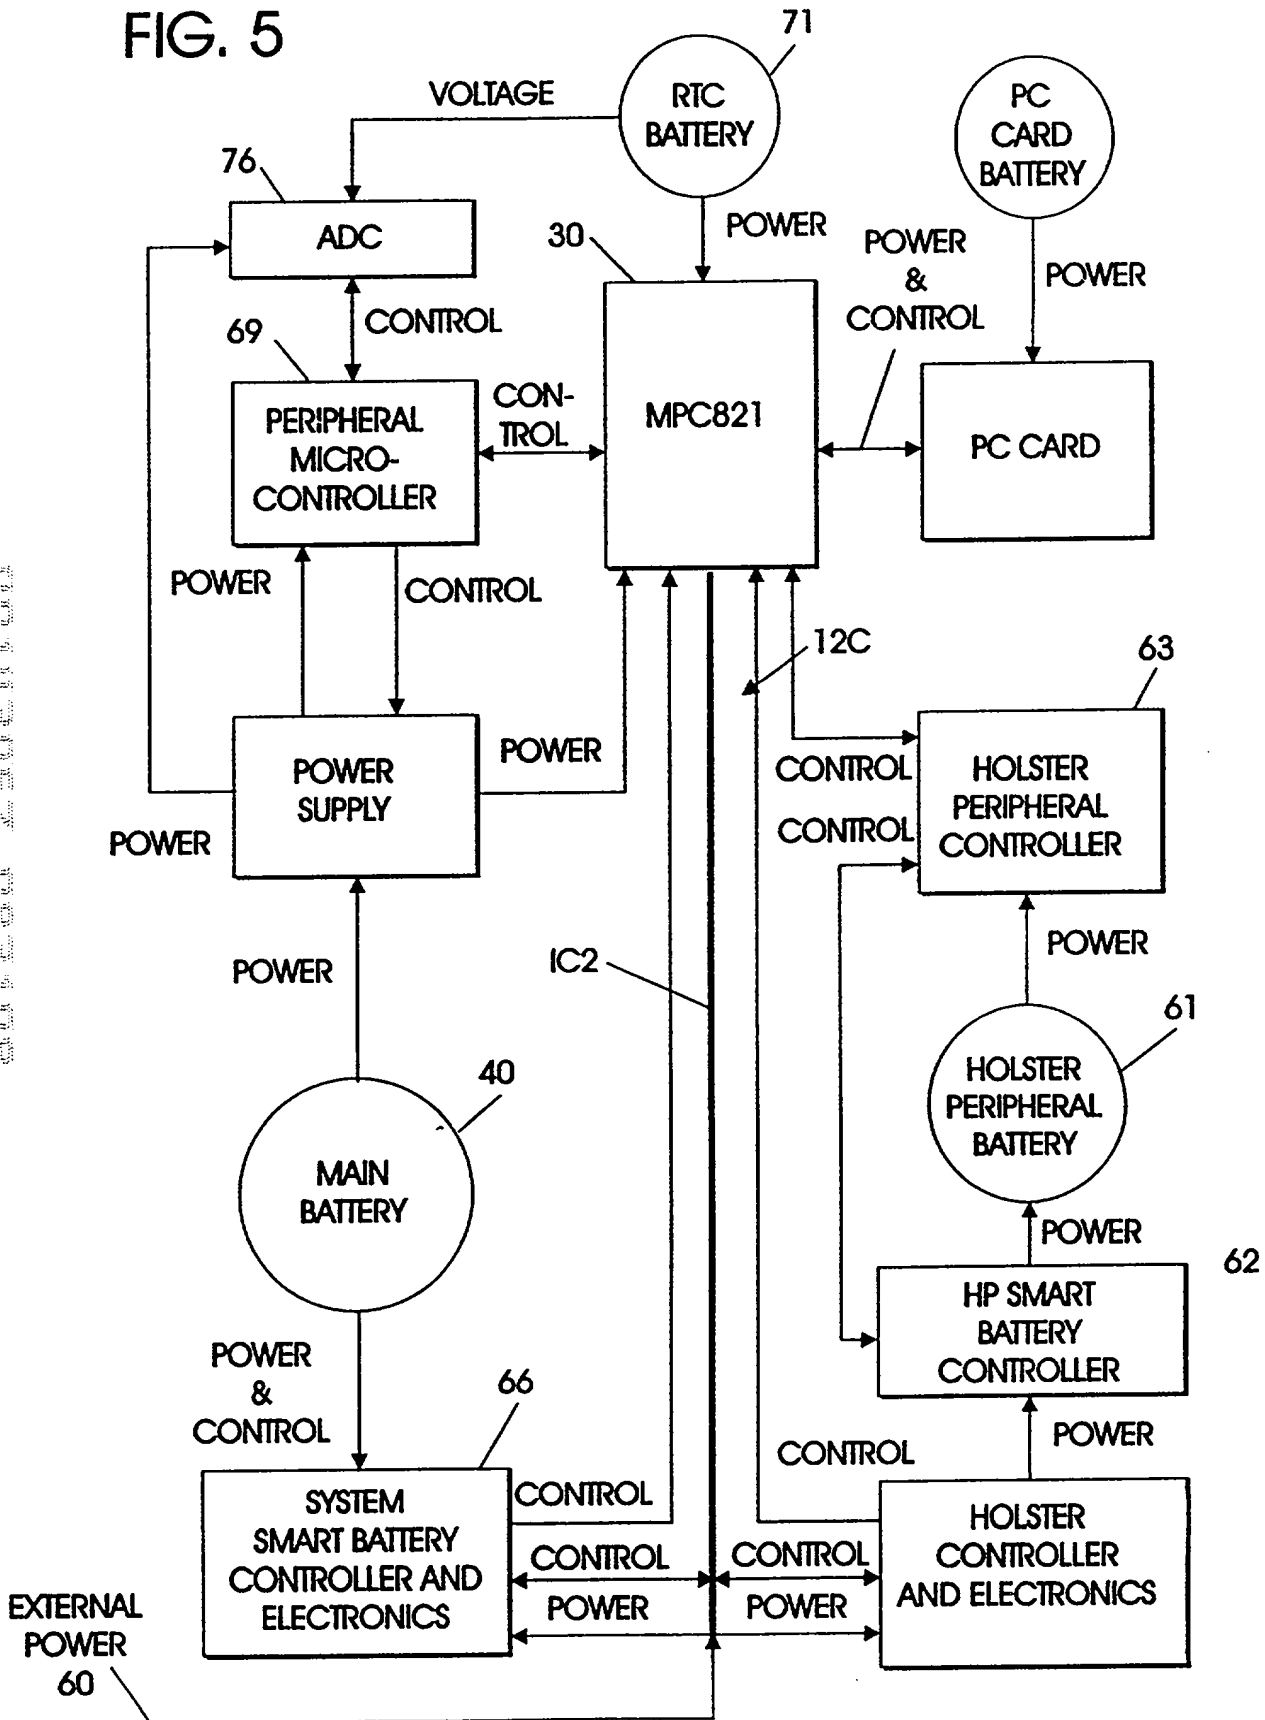 FIG. 5
71
VOLTAGE
RTC
BATTERY
PC
CARD
BATTERY
76
ADC
POWER
30
POWER
&
CONTROL
POWER
CONTROL
69
PERIPHERAL
MICRO-
CONTROLLER
CON-
TROL
MPC821
PC CARD
POWER
CONTROL
12C
63
POWER
SUPPLY
POWER
CONTROL
HOLSTER
PERIPHERAL
CONTROLLER
CONTROL
POWER
POWER
IC2
POWER
61
40
HOLSTER
PERIPHERAL
BATTERY
MAIN
BATTERY
POWER
62
HP SMART
BATTERY
CONTROLLER
POWER
&
CONTROL
66
POWER
CONTROL
SYSTEM
SMART BATTERY
CONTROLLER AND
ELECTRONICS
CONTROL
CONTROL
POWER
CONTROL
POWER
HOLSTER
CONTROLLER
AND ELECTRONICS
EXTERNAL
POWER
60